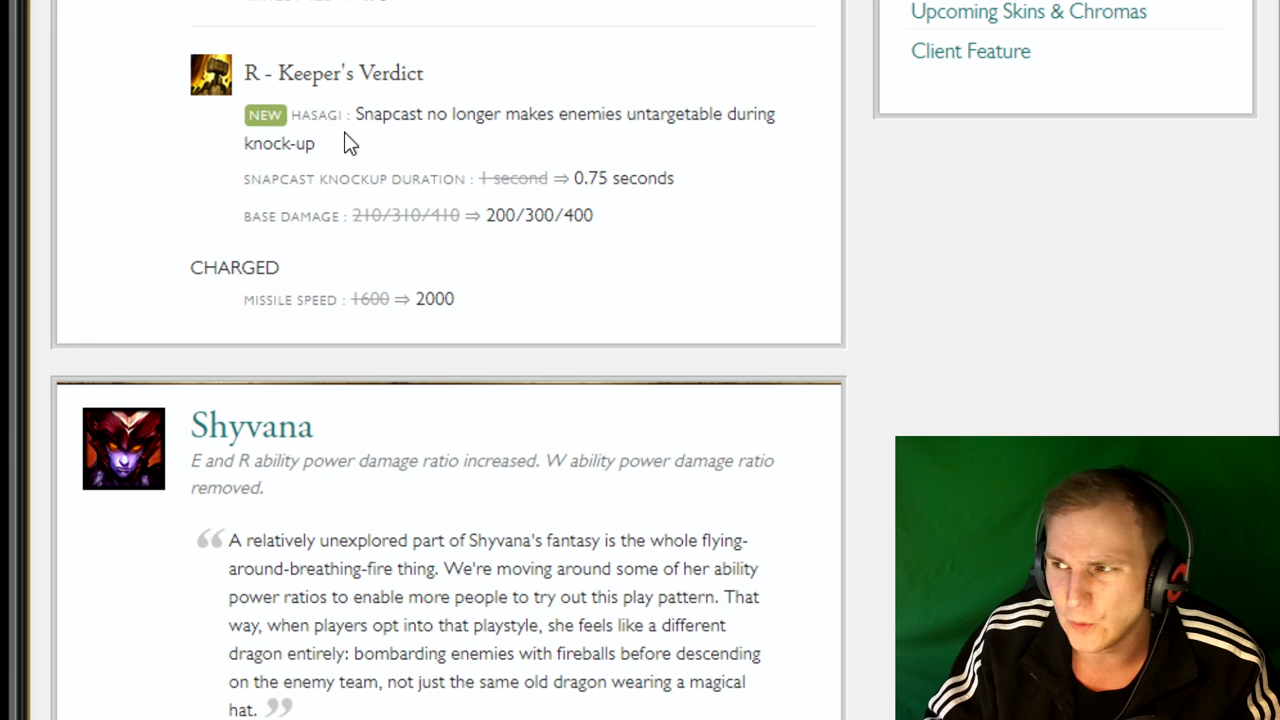 Upcoming Skins & Chromas
Client Feature
R - Keeper's Verdict
NEW HASAGI : Snapcast no longer makes enemies untargetable during
knock-up
SNAPCAST KNOCKUP DURATION : 1 second ⇒ 0.75 seconds
BASE DAMAGE : 210/310/410 ⇒ 200/300/400
CHARGED
MISSILE SPEED : 1600 ⇒ 2000
Shyvana
E and R ability power damage ratio increased. W ability power damage ratio
removed.
“ A relatively unexplored part of Shyvana's fantasy is the whole flying-
around-breathing-fire thing. We're moving around some of her ability
power ratios to enable more people to try out this play pattern. That
way, when players opt into that playstyle, she feels like a different
dragon entirely: bombarding enemies with fireballs before descending
on the enemy team, not just the same old dragon wearing a magical
hat. ”